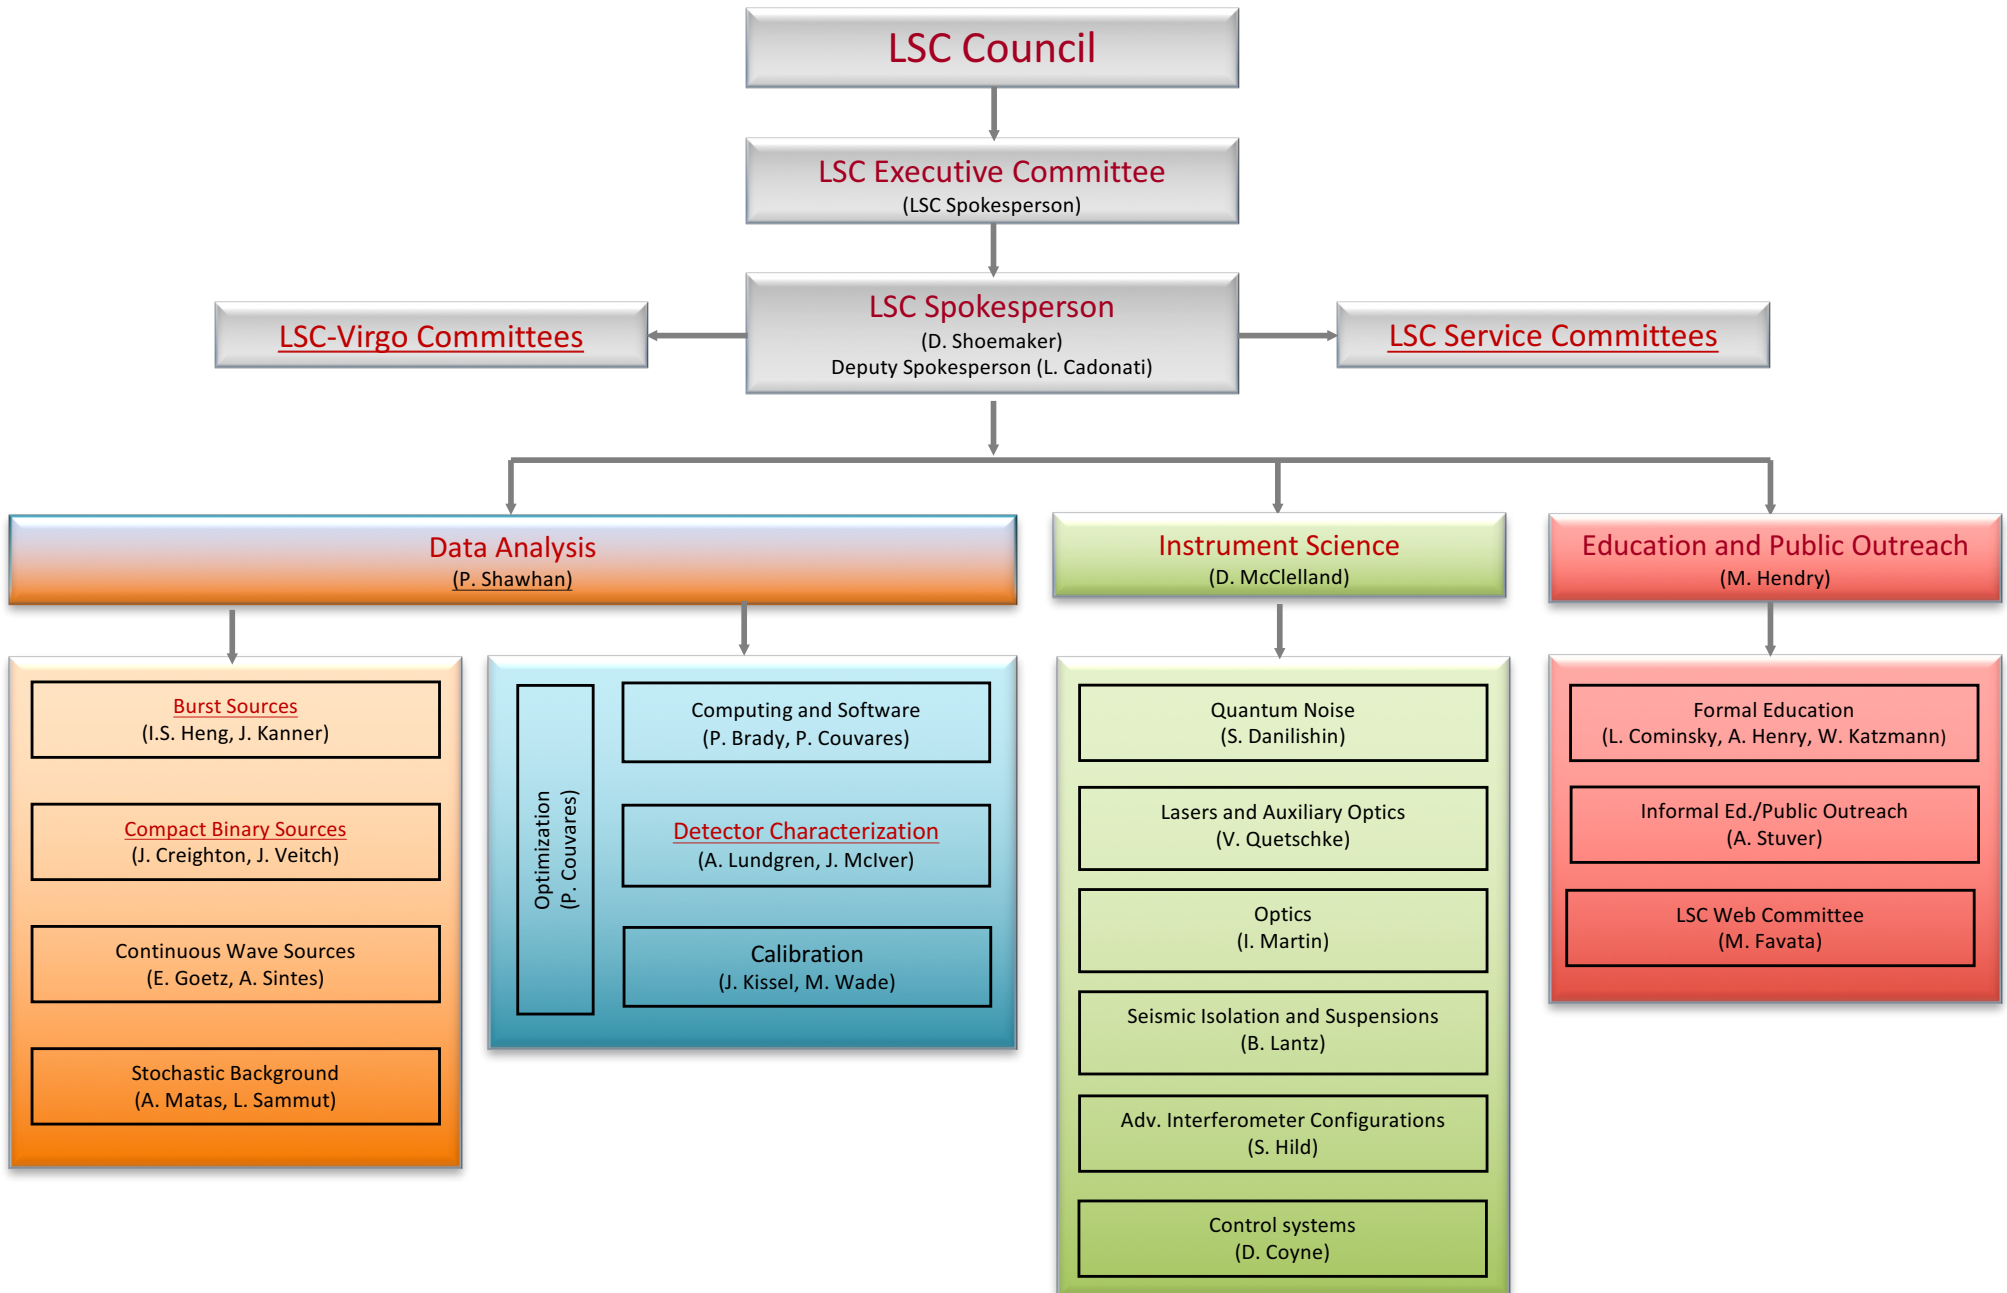 LSC Council
LSC Executive Committee
(LSC Spokesperson)
LSC Spokesperson
(D. Shoemaker)
Deputy Spokesperson (L. Cadonati)
LSC-Virgo Committees
LSC Service Committees
Data Analysis
(P. Shawhan)
Instrument Science
(D. McClelland)
Education and Public Outreach
(M. Hendry)
Burst Sources
(I.S. Heng, J. Kanner)
Compact Binary Sources
(J. Creighton, J. Veitch)
Continuous Wave Sources
(E. Goetz, A. Sintes)
Stochastic Background
(A. Matas, L. Sammut)
Optimization
(P. Couvares)
Computing and Software
(P. Brady, P. Couvares)
Detector Characterization
(A. Lundgren, J. McIver)
Calibration
(J. Kissel, M. Wade)
Quantum Noise
(S. Danilishin)
Lasers and Auxiliary Optics
(V. Quetschke)
Optics
(I. Martin)
Seismic Isolation and Suspensions
(B. Lantz)
Adv. Interferometer Configurations
(S. Hild)
Control systems
(D. Coyne)
Formal Education
(L. Cominsky, A. Henry, W. Katzmann)
Informal Ed./Public Outreach
(A. Stuver)
LSC Web Committee
(M. Favata)